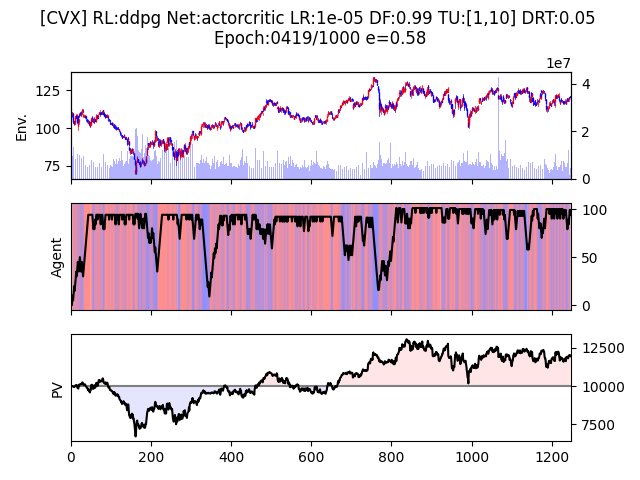 [CVX] RL:ddpg Net:actorcritic LR:1e-05 DF:0.99 TU:[1,10] DRT:0.05
Epoch:0419/1000 e=0.58
1e7
Env.
125
100
75
4
2
0
Agent
100
50
0
PV
12500
10000
7500
0 200 400 600 800 1000 1200